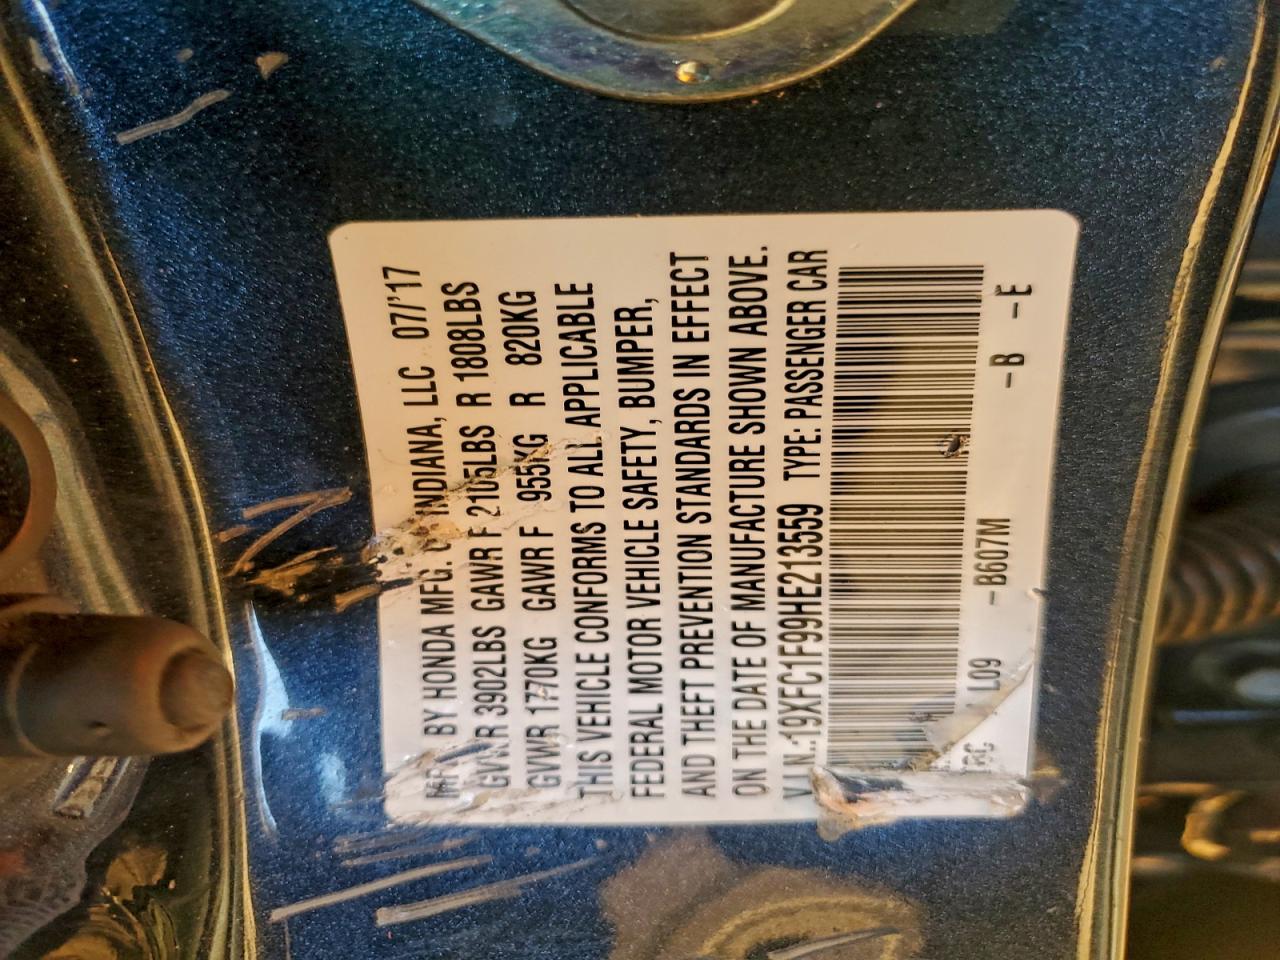 BY HONDA MFG. INDIANA, LLC 07/'17
GVWR 3902LBS GAWR F 2105LBS R 1808LBS
GVWR 1770KG GAWR F 955KG R 820KG
THIS VEHICLE CONFORMS TO ALL APPLICABLE
FEDERAL MOTOR VEHICLE SAFETY, BUMPER,
AND THEFT PREVENTION STANDARDS IN EFFECT
ON THE DATE OF MANUFACTURE SHOWN ABOVE.
V.I.N.:19XFC1F99HE213559 TYPE: PASSENGER CAR
L09 -B607M -B -E